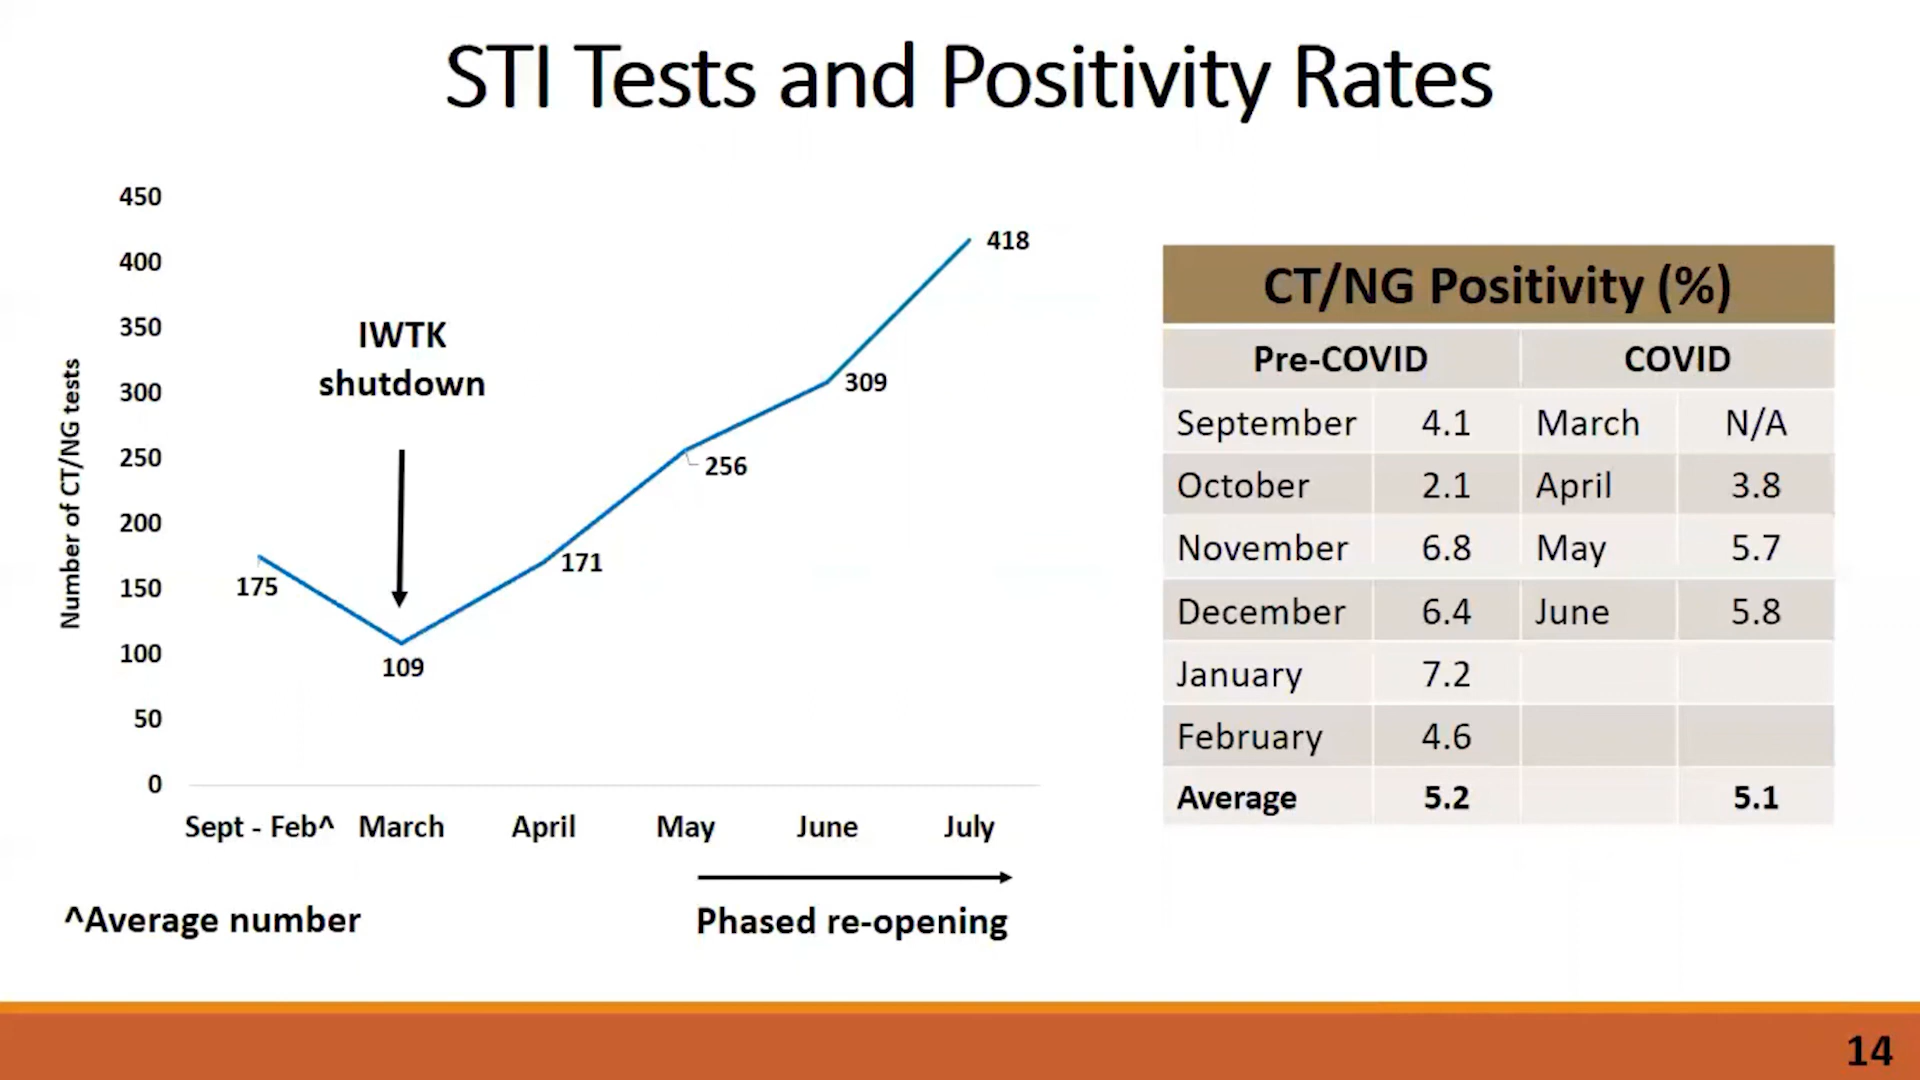 STI Tests and Positivity Rates
450
400
350
300
250
200
150
100
50
0
Number of CT/NG tests
IWTK
shutdown
175
109
171
256
309
418
Sept - Feb^ March April May June July
^Average number
Phased re-opening
CT/NG Positivity (%)
Pre-COVID COVID
September 4.1 March N/A
October 2.1 April 3.8
November 6.8 May 5.7
December 6.4 June 5.8
January 7.2
February 4.6
Average 5.2 5.1
14